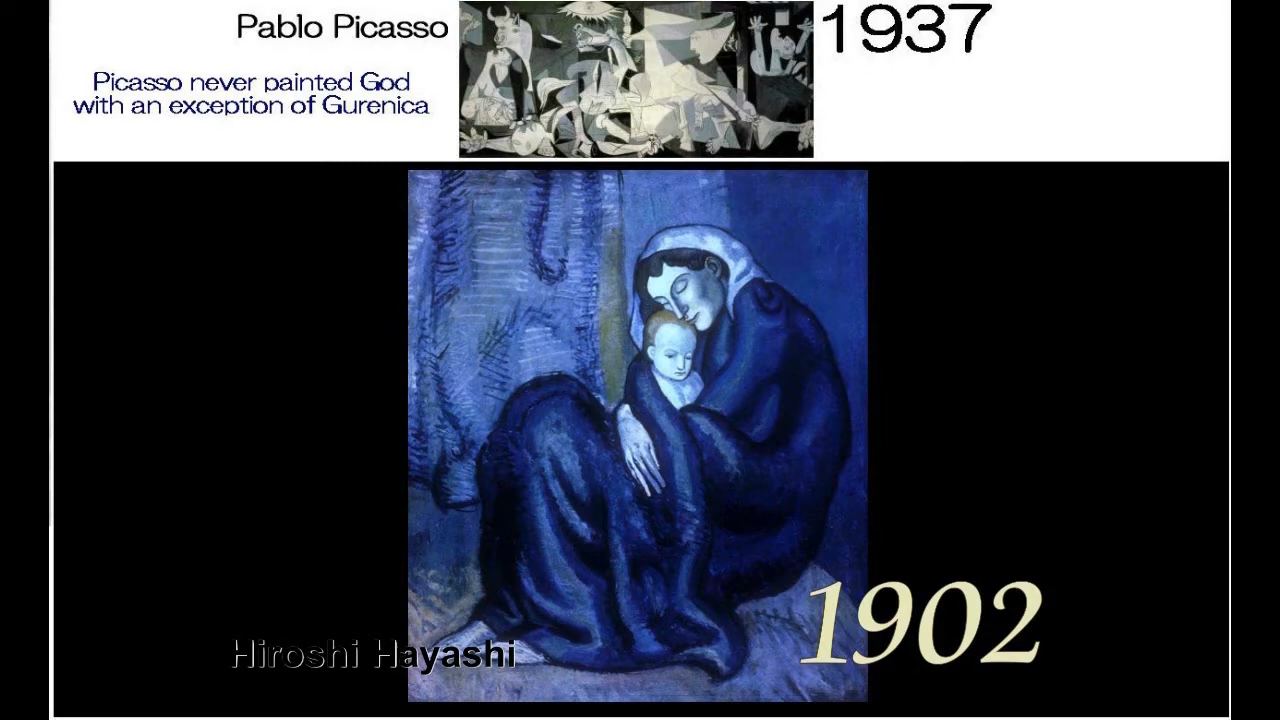 Pablo Picasso
1937
Picasso never painted God
with an exception of Gurenica
1902
Hiroshi Hayashi